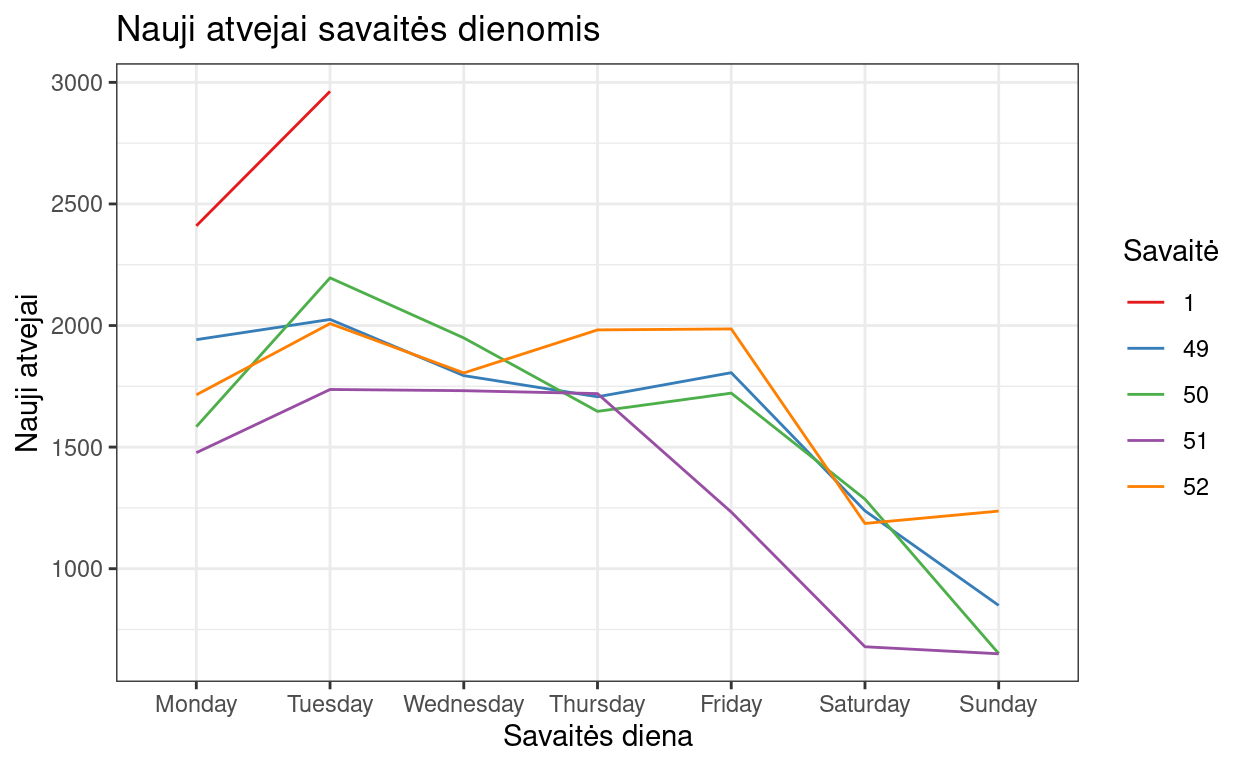 Nauji atvejai savaitės dienomis
Nauji atvejai
3000
2500
2000
1500
1000
Monday Tuesday Wednesday Thursday Friday Saturday Sunday
Savaitės diena
Savaitė
1
49
50
51
52